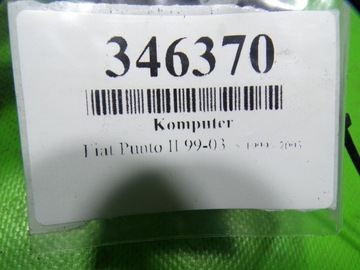 346370
Komputer
Fiat Punto II 99-03